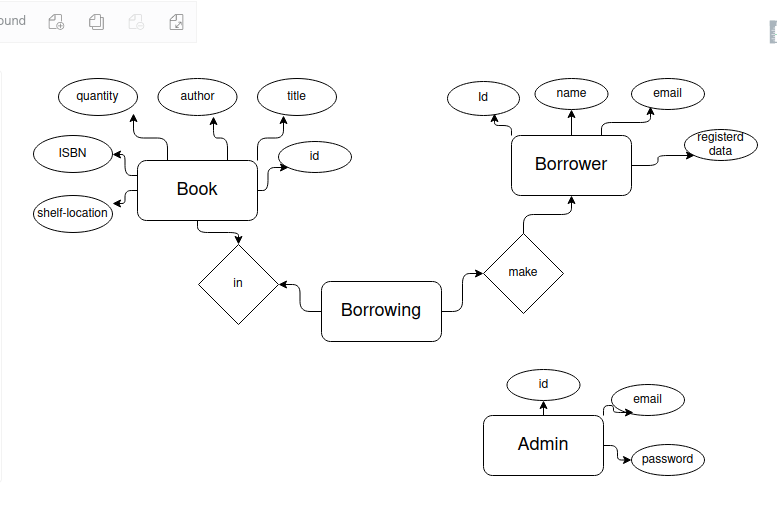 ound
quantity
author
title
Id
name
email
ISBN
id
registerd
data
Book
Borrower
shelf-location
in
make
Borrowing
id
email
Admin
password